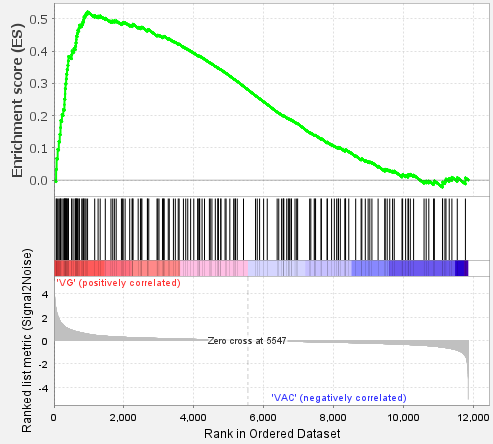 Enrichment score (ES)
0.5
0.4
0.3
0.2
0.1
0.0
'VG' (positively correlated)
Ranked list metric (Signal2Noise)
4
2
0
-2
-4
Zero cross at 5547
'VAC' (negatively correlated)
0 2,000 4,000 6,000 8,000 10,000 12,000
Rank in Ordered Dataset